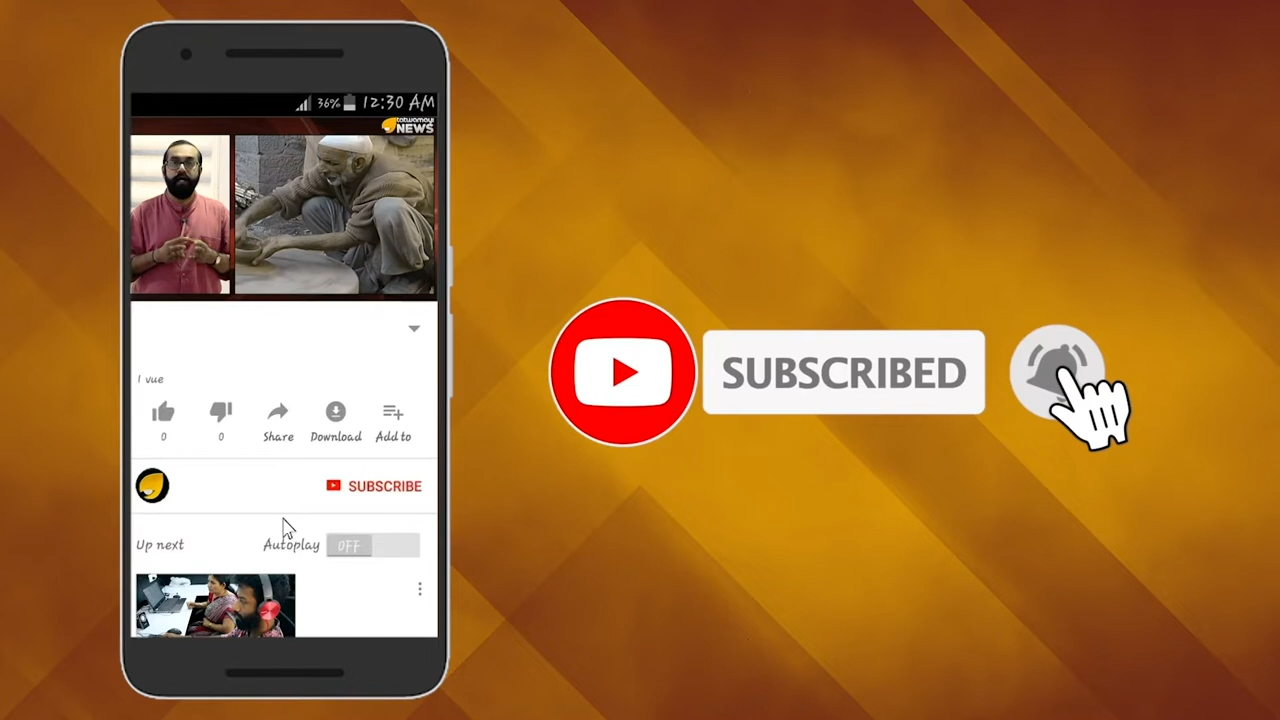 36% 12:30 AM
tatwamayi
NEWS
1 vue
0 0 Share Download Add to
SUBSCRIBE
Up next Autoplay OFF
SUBSCRIBED